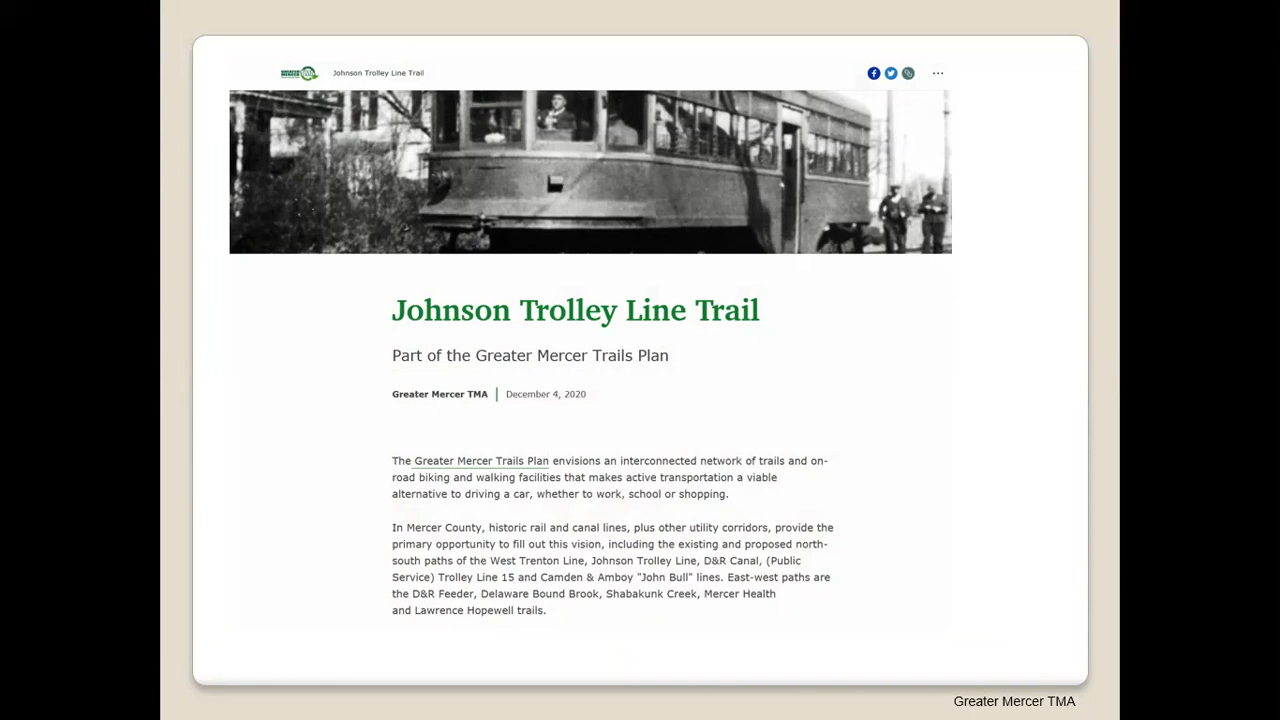 GREATER
MERCER
Johnson Trolley Line Trail
Johnson Trolley Line Trail
Part of the Greater Mercer Trails Plan
Greater Mercer TMA | December 4, 2020
The Greater Mercer Trails Plan envisions an interconnected network of trails and on-
road biking and walking facilities that makes active transportation a viable
alternative to driving a car, whether to work, school or shopping.
In Mercer County, historic rail and canal lines, plus other utility corridors, provide the
primary opportunity to fill out this vision, including the existing and proposed north-
south paths of the West Trenton Line, Johnson Trolley Line, D&R Canal, (Public
Service) Trolley Line 15 and Camden & Amboy "John Bull" lines. East-west paths are
the D&R Feeder, Delaware Bound Brook, Shabakunk Creek, Mercer Health
and Lawrence Hopewell trails.
Greater Mercer TMA